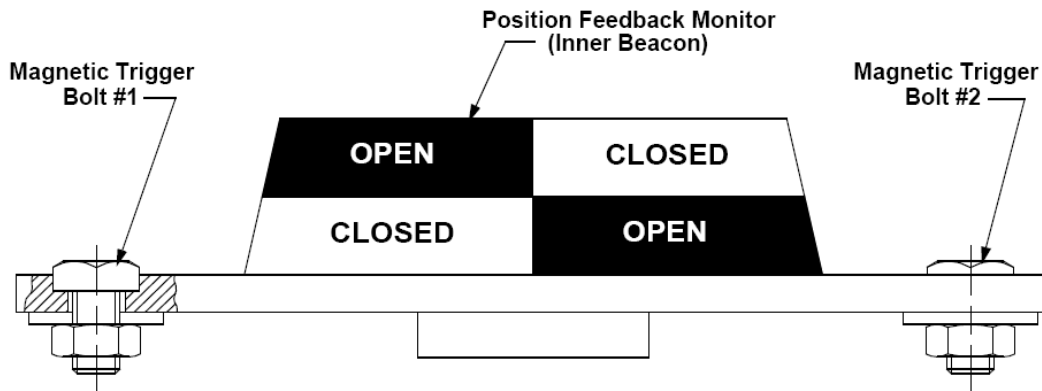 Position Feedback Monitor
(Inner Beacon)
Magnetic Trigger
Bolt #1
Magnetic Trigger
Bolt #2
OPEN
CLOSED
CLOSED
OPEN